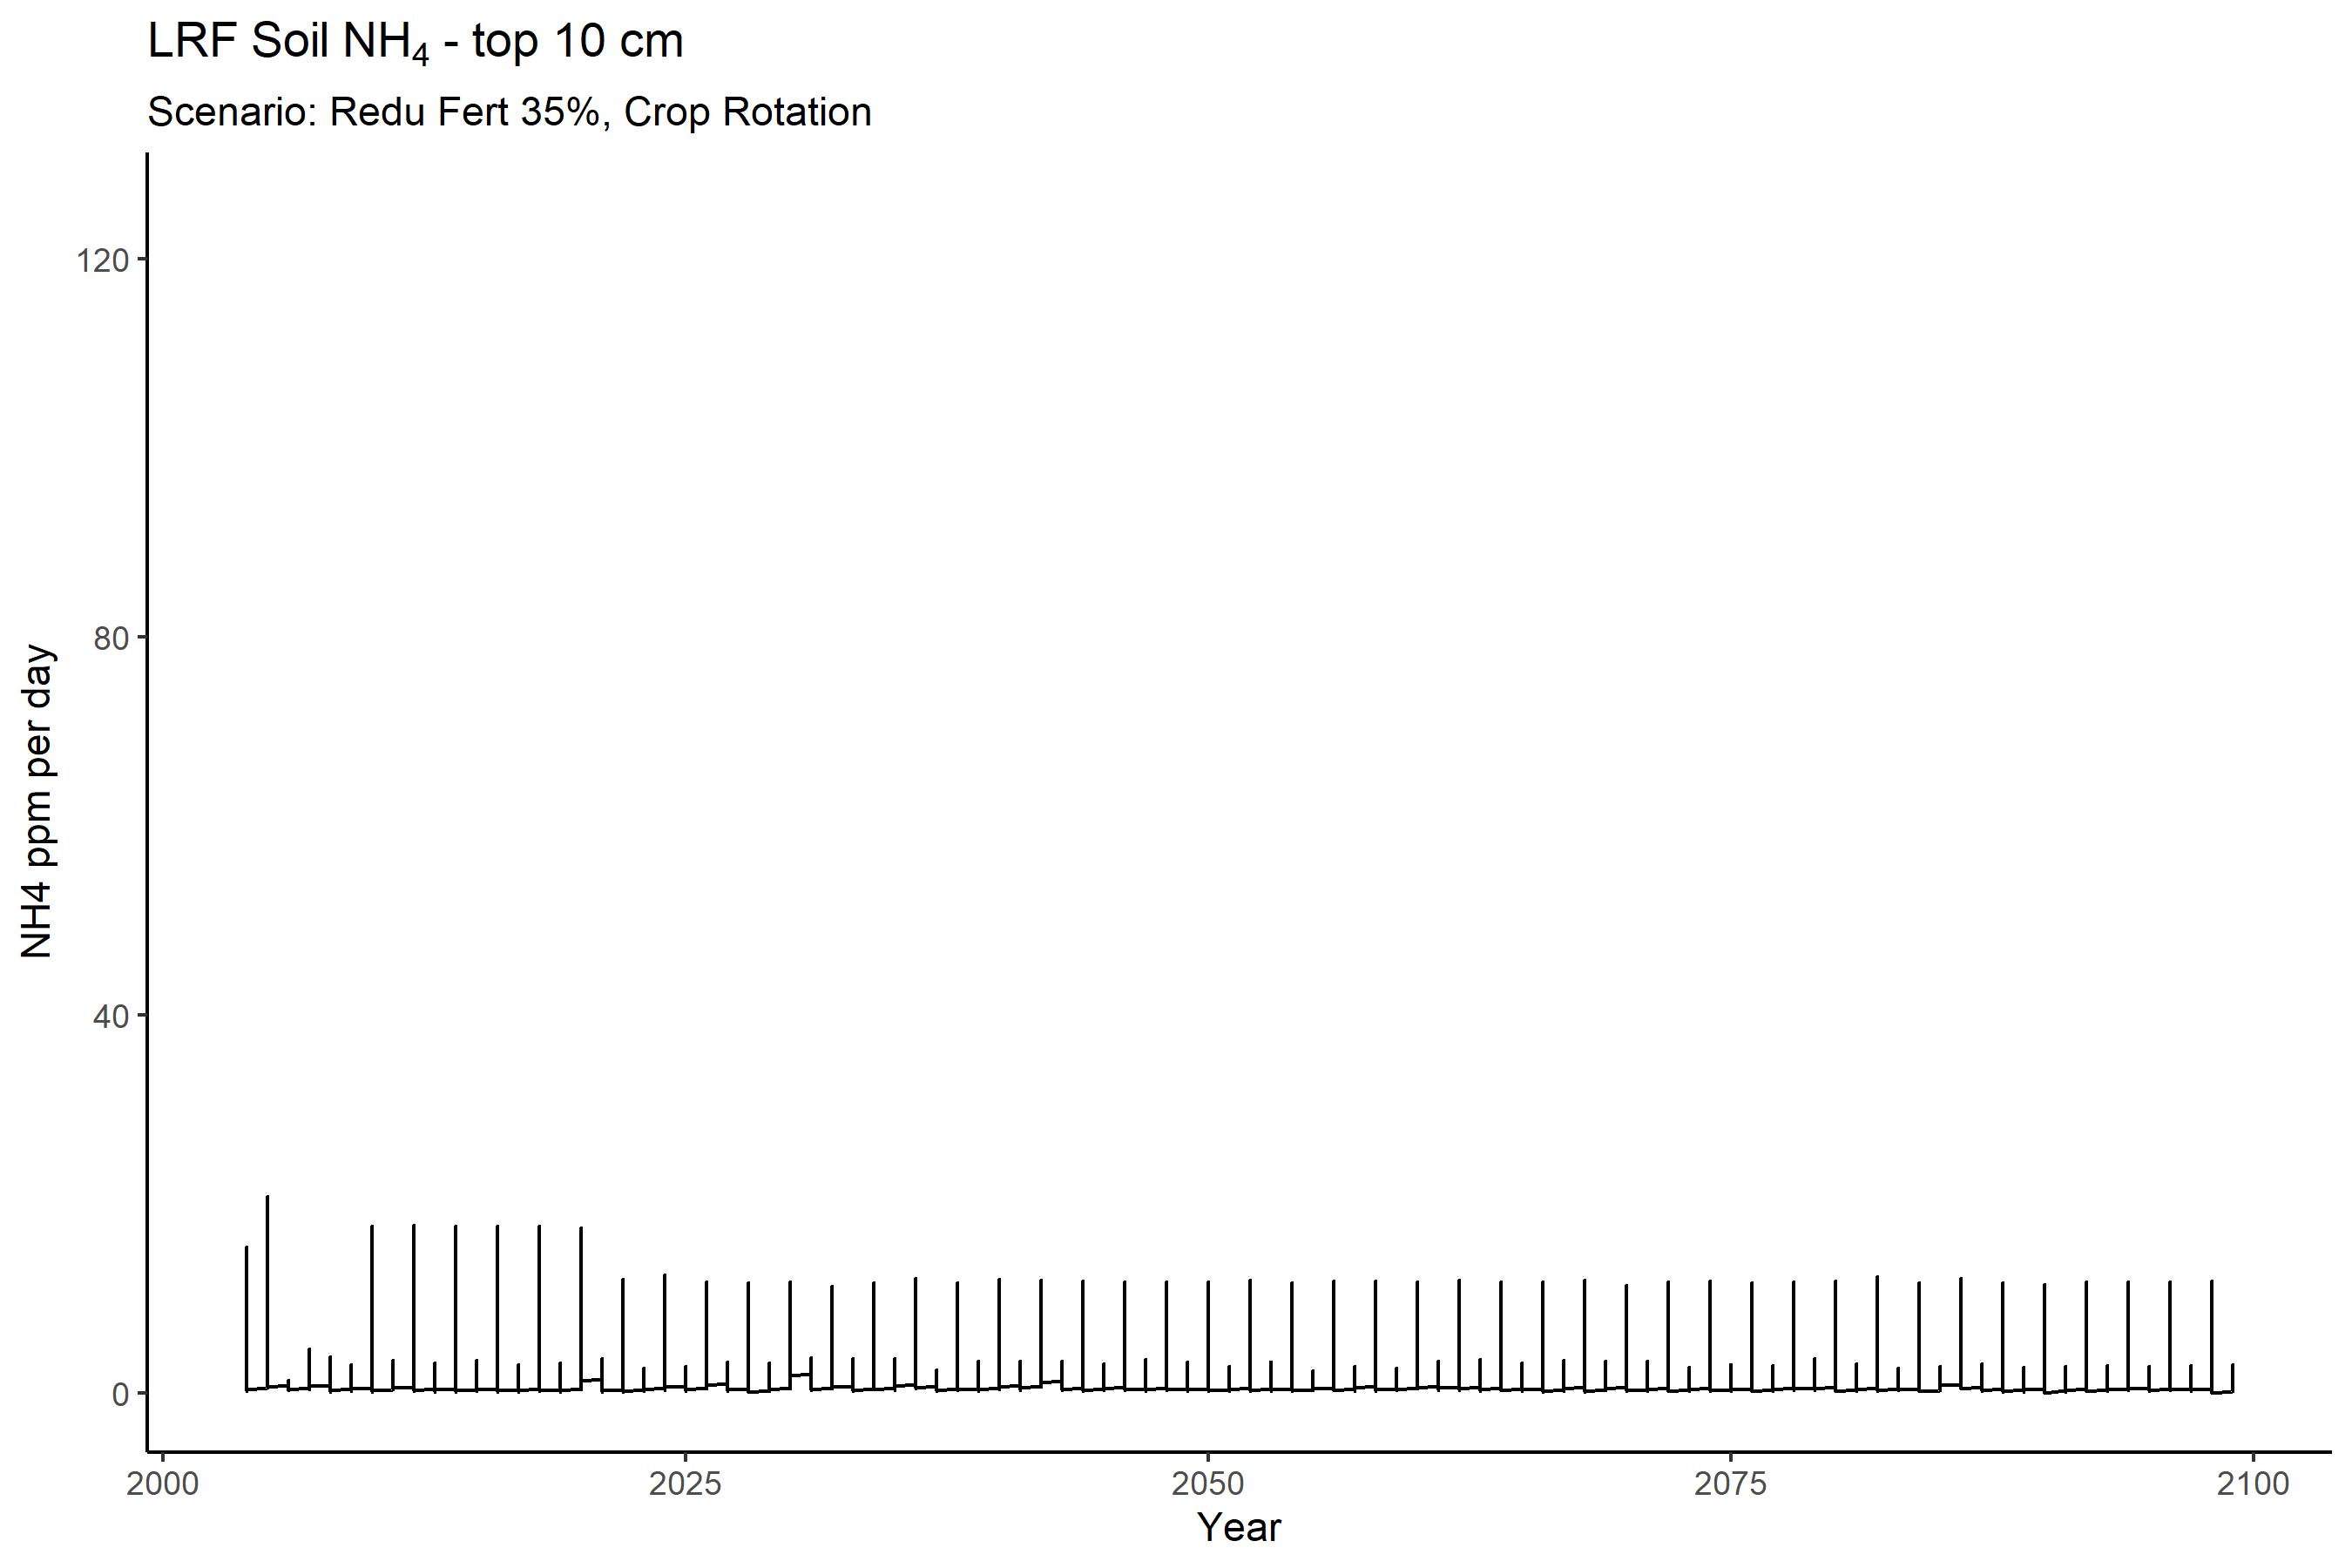 LRF Soil NH₄ - top 10 cm
Scenario: Redu Fert 35%, Crop Rotation
NH4 ppm per day
120
80
40
0
2000 2025 2050 2075 2100
Year